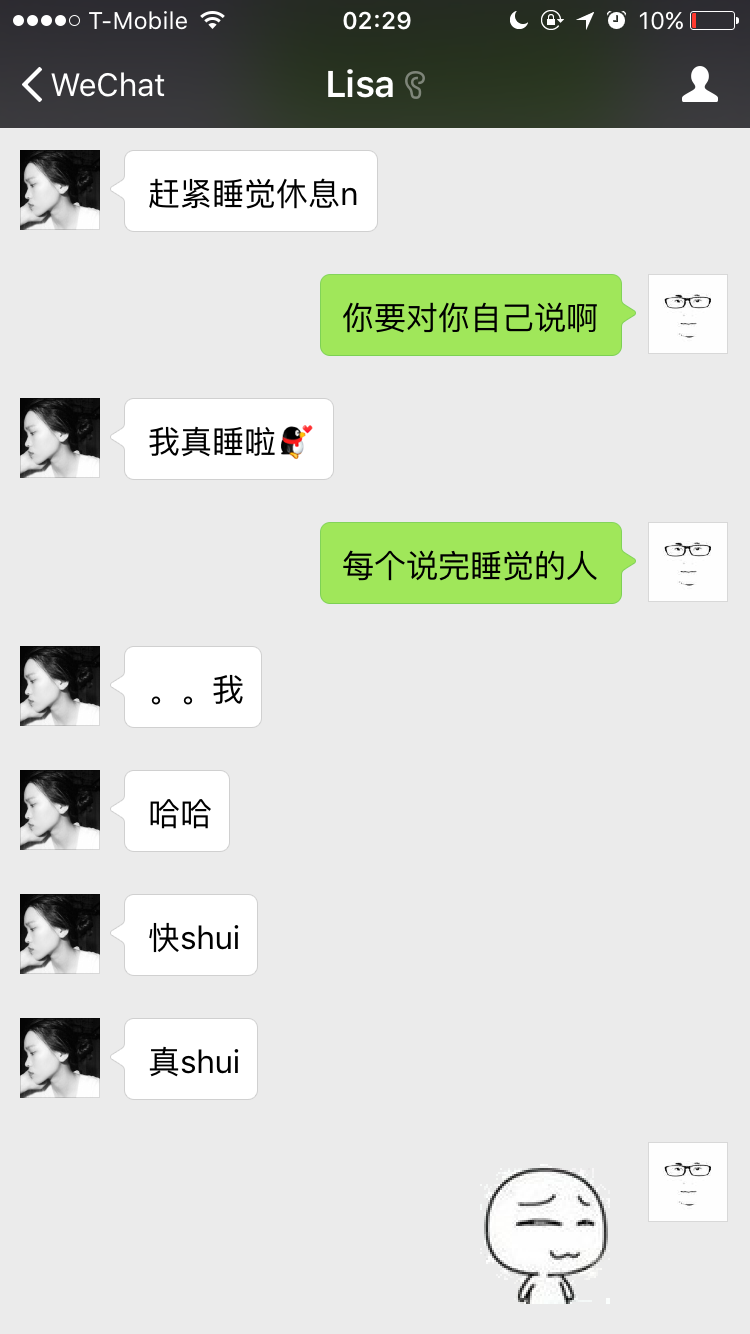 T-Mobile 02:29 10%
WeChat Lisa
赶紧睡觉休息n
你要对你自己说啊
我真睡啦
每个说完睡觉的人
。。我
哈哈
快shui
真shui